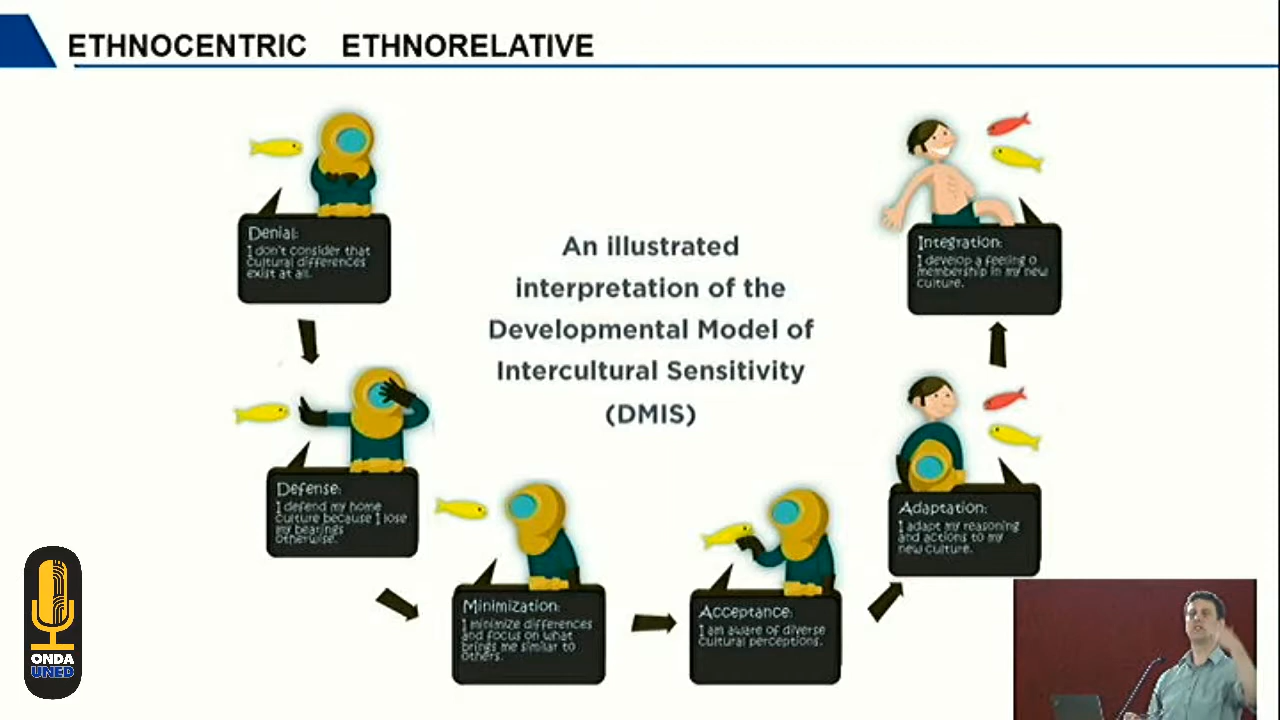 ETHNOCENTRIC ETHNORELATIVE
An illustrated
interpretation of the
Developmental Model of
Intercultural Sensitivity
(DMIS)
Denial:
I don't consider that
cultural differences
exist at all.
Defense:
I defend my home
culture because I lose
my bearings
otherwise.
Minimization:
I minimize differences
and focus on what
brings me similar to
others.
Acceptance:
I am aware of diverse
cultural perceptions.
Adaptation:
I adapt my reasoning
and actions to my
new culture.
Integration:
I develop a feeling o
membership in my new
culture.
ONDA
UNED